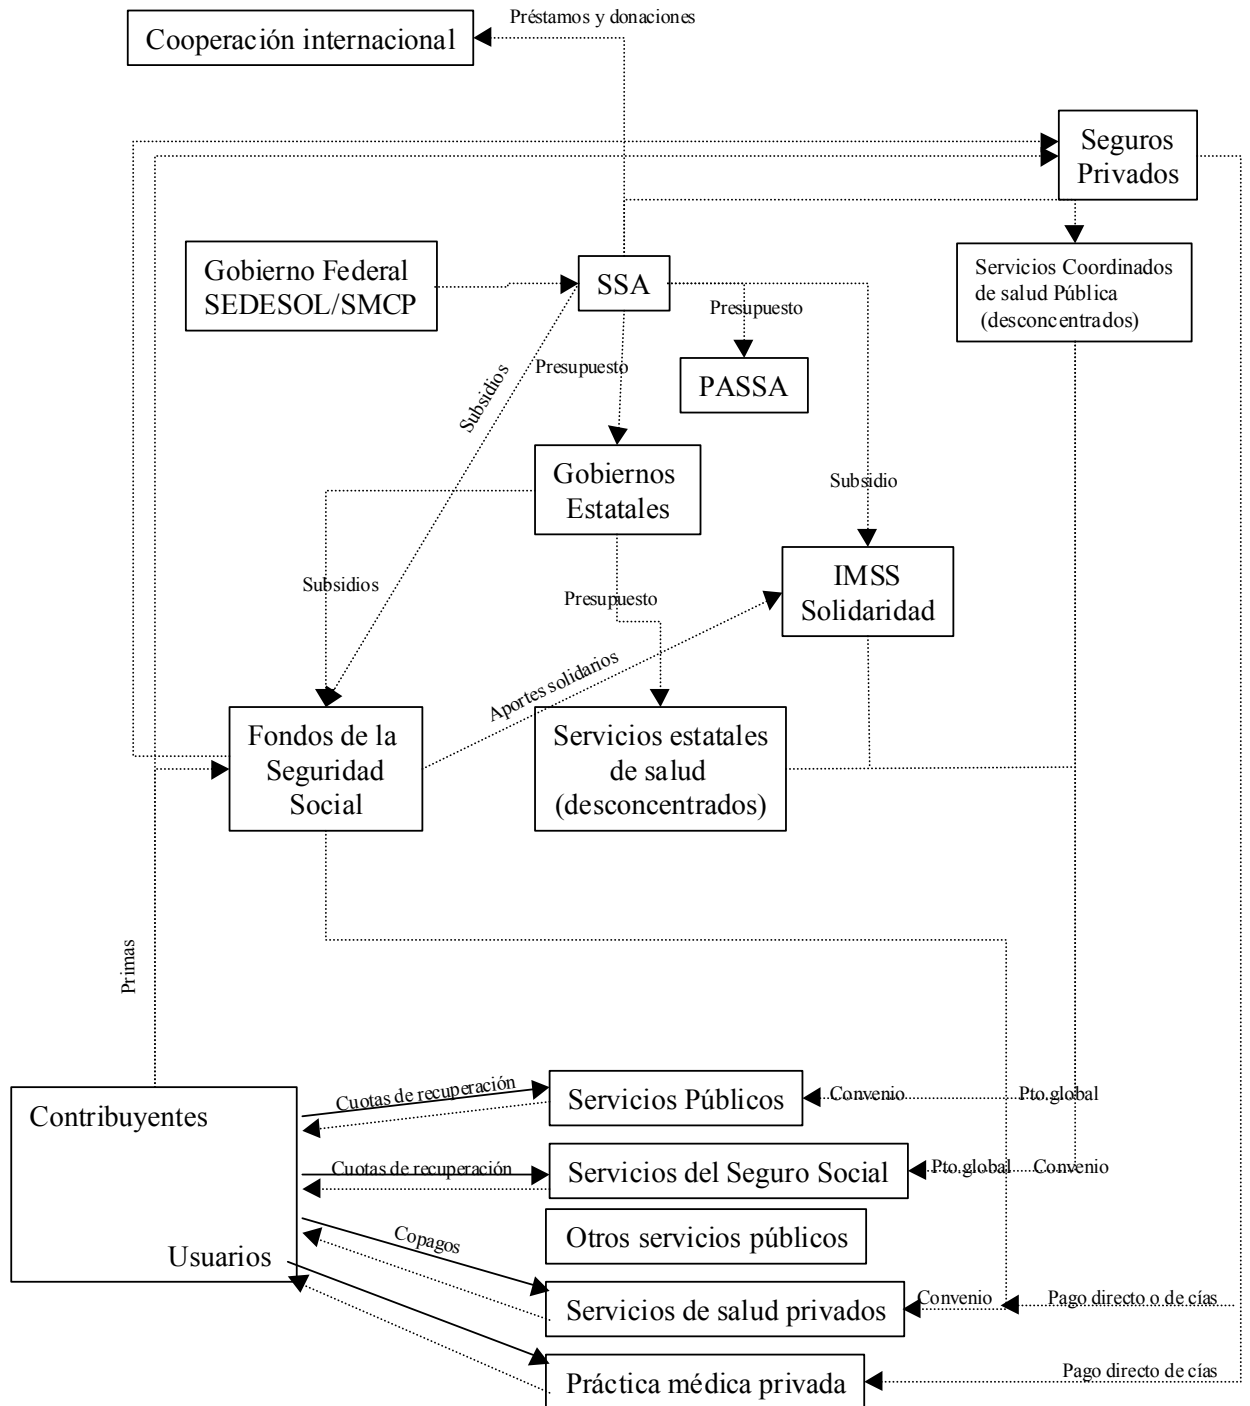 Préstamos y donaciones
Cooperación internacional
Seguros
Privados
Gobierno Federal
SEDESOL/SMCP
SSA
Servicios Coordinados
de salud Pública
(desconcentrados)
Presupuesto
Presupuesto
PASSA
Subsidios
Gobiernos
Estatales
Subsidio
IMSS
Solidaridad
Subsidios
Presupuesto
Aportes solidarios
Fondos de la
Seguridad
Social
Servicios estatales
de salud
(desconcentrados)
Primas
Contribuyentes
Usuarios
Cuotas de recuperación
Servicios Públicos
Convenio
Pto.global
Cuotas de recuperación
Servicios del Seguro Social
Pto.global
Convenio
Otros servicios públicos
Copagos
Servicios de salud privados
Convenio
Pago directo o de cías
Práctica médica privada
Pago directo de cías